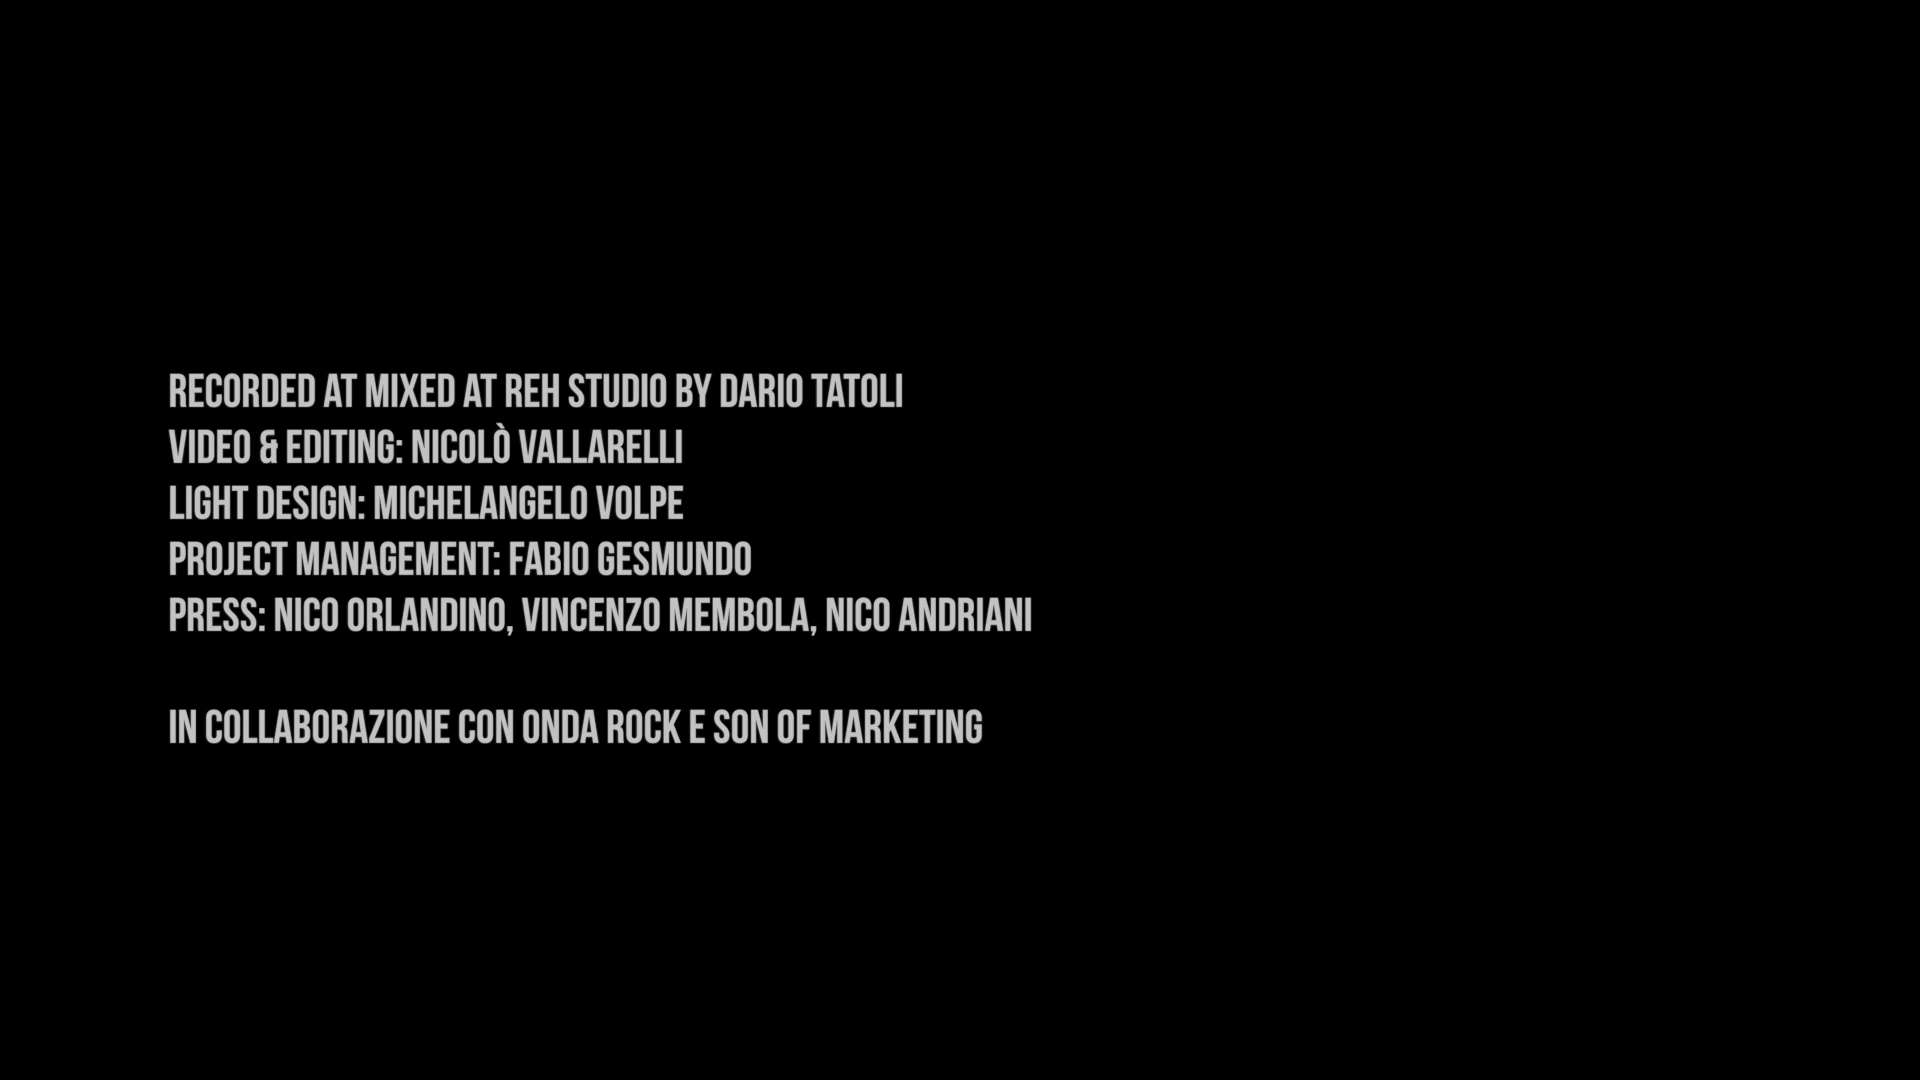 RECORDED AT MIXED AT REH STUDIO BY DARIO TATOLI
VIDEO & EDITING: NICOLÒ VALLARELLI
LIGHT DESIGN: MICHELANGELO VOLPE
PROJECT MANAGEMENT: FABIO GESMUNDO
PRESS: NICO ORLANDINO, VINCENZO MEMBOLA, NICO ANDRIANI
IN COLLABORAZIONE CON ONDA ROCK E SON OF MARKETING